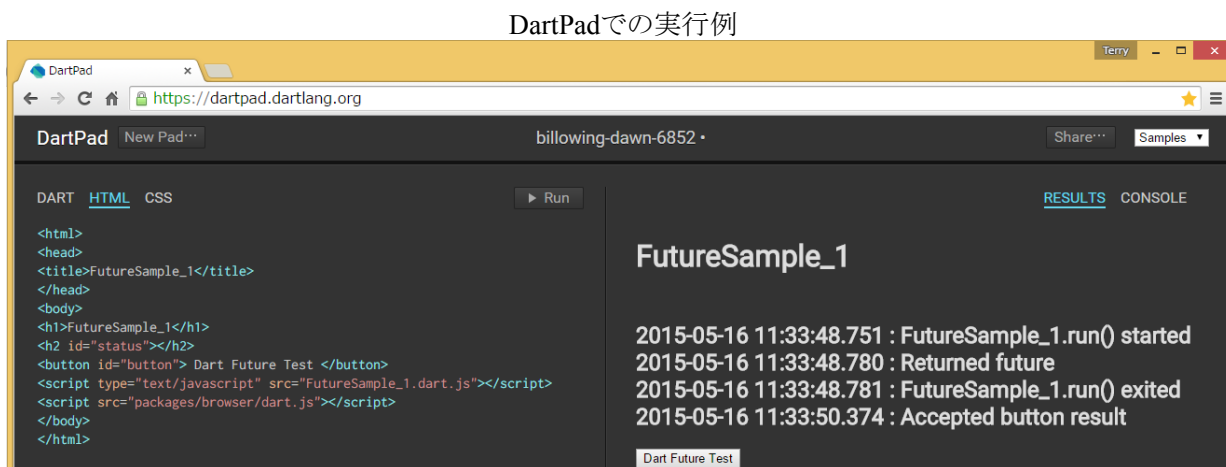 DartPadでの実行例
Terry
DartPad
https://dartpad.dartlang.org
DartPad New Pad… billowing-dawn-6852 • Share… Samples
DART HTML CSS Run
RESULTS CONSOLE
<html>
<head>
<title>FutureSample_1</title>
</head>
<body>
<h1>FutureSample_1</h1>
<h2 id="status"></h2>
<button id="button"> Dart Future Test </button>
<script type="text/javascript" src="FutureSample_1.dart.js"></script>
<script src="packages/browser/dart.js"></script>
</body>
</html>
FutureSample_1
2015-05-16 11:33:48.751 : FutureSample_1.run() started
2015-05-16 11:33:48.780 : Returned future
2015-05-16 11:33:48.781 : FutureSample_1.run() exited
2015-05-16 11:33:50.374 : Accepted button result
Dart Future Test